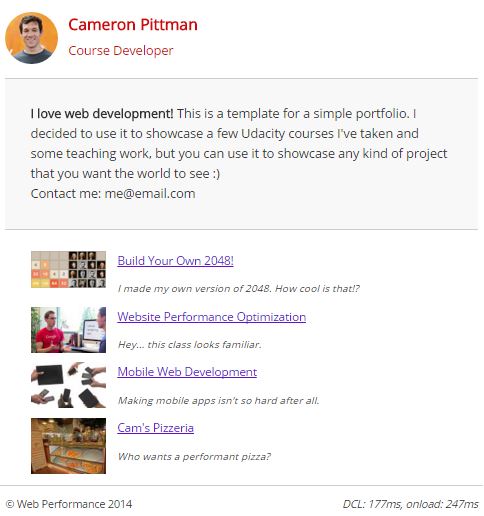 Cameron Pittman
Course Developer
I love web development! This is a template for a simple portfolio. I
decided to use it to showcase a few Udacity courses I've taken and
some teaching work, but you can use it to showcase any kind of project
that you want the world to see :)
Contact me: me@email.com
Build Your Own 2048!
I made my own version of 2048. How cool is that!?
Website Performance Optimization
Hey... this class looks familiar.
Mobile Web Development
Making mobile apps isn't so hard after all.
Cam's Pizzeria
Who wants a performant pizza?
© Web Performance 2014
DCL: 177ms, onload: 247ms